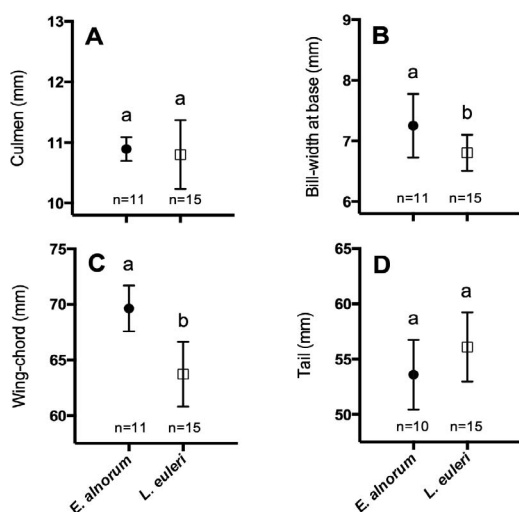 A
Culmen (mm)
13
12
11
10
a a
n=11 n=15
B
Bill-width at base (mm)
9
8
7
6
a b
n=11 n=15
C
Wing-chord (mm)
75
70
65
60
a b
n=11 n=15
E. alnorum
L. euleri
D
Tail (mm)
65
60
55
50
a a
n=10 n=15
E. alnorum
L. euleri